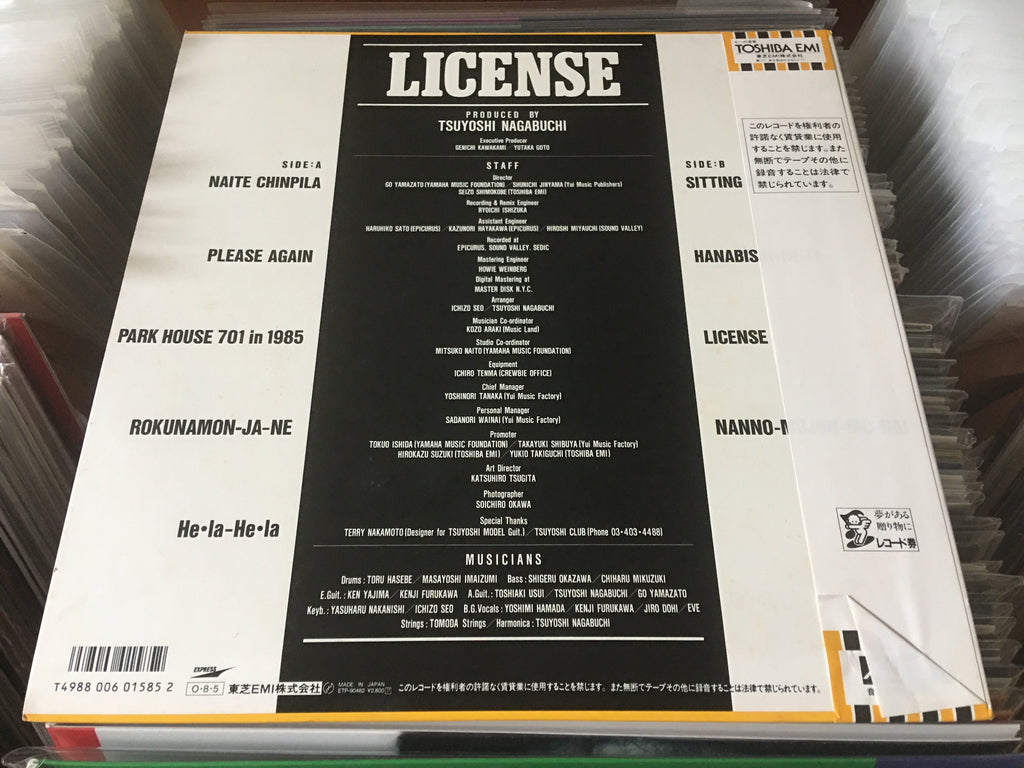 LICENSE
PRODUCED BY
TSUYOSHI NAGABUCHI
Executive Producer
GENICHI KAWAKAMI／YUTAKA GOTO
STAFF
Director
GO YAMAZATO (YAMAHA MUSIC FOUNDATION)／SHUNICHI JINYAMA (Yui Music Publishers)
SEIZO SHIMOKOBE (TOSHIBA EMI)
Recording & Remix Engineer
RYOICHI ISHIZUKA
Assistant Engineer
HARUHIKO SATO (EPICURUS)／KAZUNORI HAYAKAWA (EPICURUS)／HIROSHI MIYAUCHI (SOUND VALLEY)
Recorded at
EPICURUS, SOUND VALLEY, SEDIC
Mastering Engineer
HOWIE WEINBERG
Digital Mastering at
MASTER DISK N.Y.C.
Arranger
ICHIZO SEO／TSUYOSHI NAGABUCHI
Musician Co-ordinator
KOZO ARAKI (Music Land)
Studio Co-ordinator
MITSUKO NAITO (YAMAHA MUSIC FOUNDATION)
Equipment
ICHIRO TENMA (CREWBIE OFFICE)
Chief Manager
YOSHINORI TANAKA (Yui Music Factory)
Personal Manager
SADANORI WAINAI (Yui Music Factory)
Promoter
TOKUO ISHIDA (YAMAHA MUSIC FOUNDATION)／TAKAYUKI SHIBUYA (Yui Music Factory)
HIROKAZU SUZUKI (TOSHIBA EMI)／YUKIO TAKIGUCHI (TOSHIBA EMI)
Art Director
KATSUHIRO TSUGITA
Photographer
SOICHIRO OKAWA
Special Thanks
TERRY NAKAMOTO (Designer for TSUYOSHI MODEL Guit.)／TSUYOSHI CLUB (Phone 03・403・4488)
MUSICIANS
Drums : TORU HASEBE／MASAYOSHI IMAIZUMI Bass : SHIGERU OKAZAWA／CHIHARU MIKUZUKI
E.Guit : KEN YAJIMA／KENJI FURUKAWA A.Guit : TOSHIAKI USUI／TSUYOSHI NAGABUCHI／GO YAMAZATO
Keyb. : YASUHARU NAKANISHI／ICHIZO SEO B.G.Vocals : YOSHIMI HAMADA／KENJI FURUKAWA／JIRO DOHI／EVE
Strings : TOMODA Strings／Harmonica : TSUYOSHI NAGABUCHI
SIDE : A
NAITE CHINPILA
PLEASE AGAIN
PARK HOUSE 701 in 1985
ROKUNAMON-JA-NE
He・la-He・la
SIDE : B
SITTING
HANABIS
LICENSE
NANNO-
TOSHIBA EMI
東芝EMI株式会社
このレコードを権利者の
許諾なく賃貸業に使用
することを禁じます。また
無断でテープその他に
録音することは法律で
禁じられています。
夢がある
贈り物に
レコード券
T4988 006 01585 2
EXPRESS
O・8・5 東芝EMI株式会社 MADE IN JAPAN
ETP-90482 ¥2,800 このレコードを権利者の許諾なく賃貸業に使用することを禁じます。また無断でテープその他に録音することは法律で禁じられています。